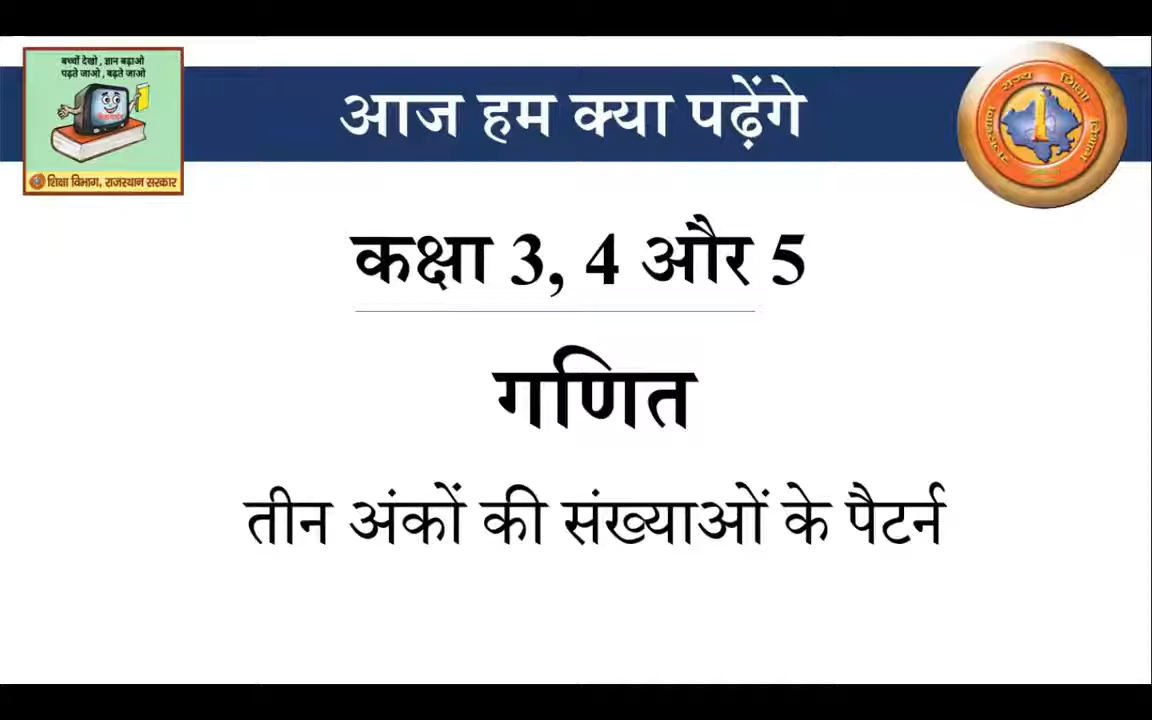 बच्चों देखो , ज्ञान बढ़ाओ
पढ़ते जाओ , बढ़ते जाओ
शिक्षा विभाग, राजस्थान सरकार
आज हम क्या पढ़ेंगे
कक्षा 3, 4 और 5
गणित
तीन अंकों की संख्याओं के पैटर्न